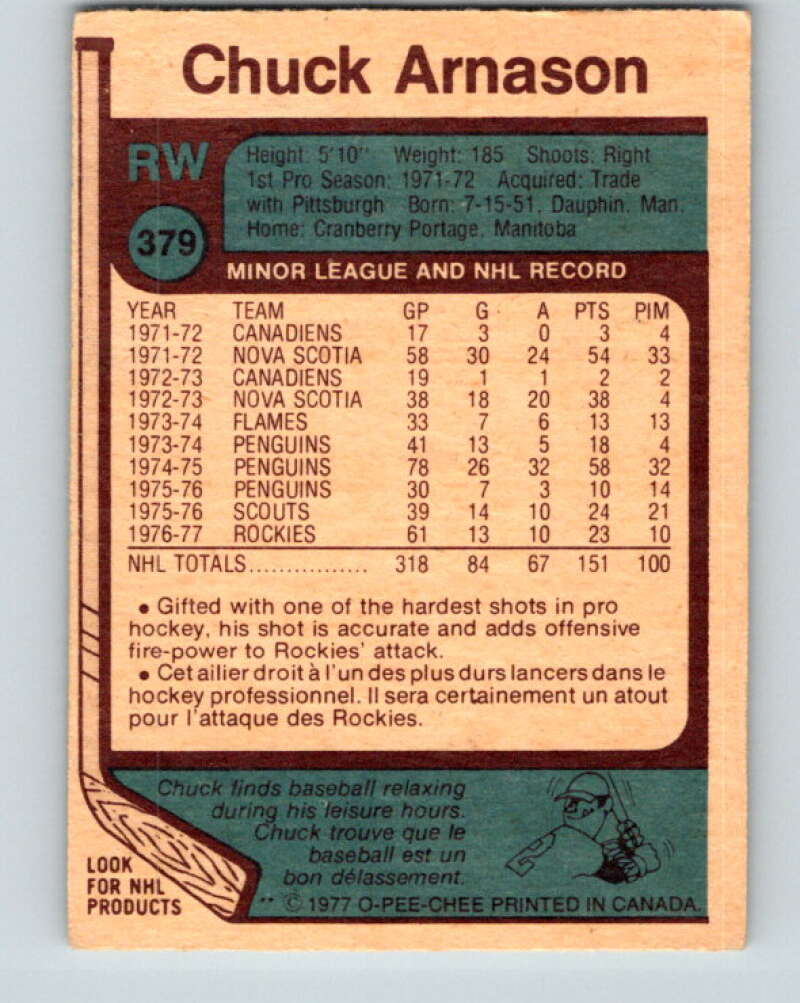 Chuck Arnason
RW
Height: 5'10" Weight: 185 Shoots: Right
1st Pro Season: 1971-72 Acquired: Trade
with Pittsburgh Born: 7-15-51, Dauphin, Man.
Home: Cranberry Portage, Manitoba
379
MINOR LEAGUE AND NHL RECORD
YEAR TEAM GP G A PTS PIM
1971-72 CANADIENS 17 3 0 3 4
1971-72 NOVA SCOTIA 58 30 24 54 33
1972-73 CANADIENS 19 1 1 2 2
1972-73 NOVA SCOTIA 38 18 20 38 4
1973-74 FLAMES 33 7 6 13 13
1973-74 PENGUINS 41 13 5 18 4
1974-75 PENGUINS 78 26 32 58 32
1975-76 PENGUINS 30 7 3 10 14
1975-76 SCOUTS 39 14 10 24 21
1976-77 ROCKIES 61 13 10 23 10
NHL TOTALS................ 318 84 67 151 100
• Gifted with one of the hardest shots in pro
hockey, his shot is accurate and adds offensive
fire-power to Rockies' attack.
• Cet ailier droit à l'un des plus durs lancers dans le
hockey professionnel. Il sera certainement un atout
pour l'attaque des Rockies.
Chuck finds baseball relaxing
during his leisure hours.
Chuck trouve que le
baseball est un
bon délassement.
LOOK
FOR NHL
PRODUCTS
** © 1977 O-PEE-CHEE PRINTED IN CANADA.